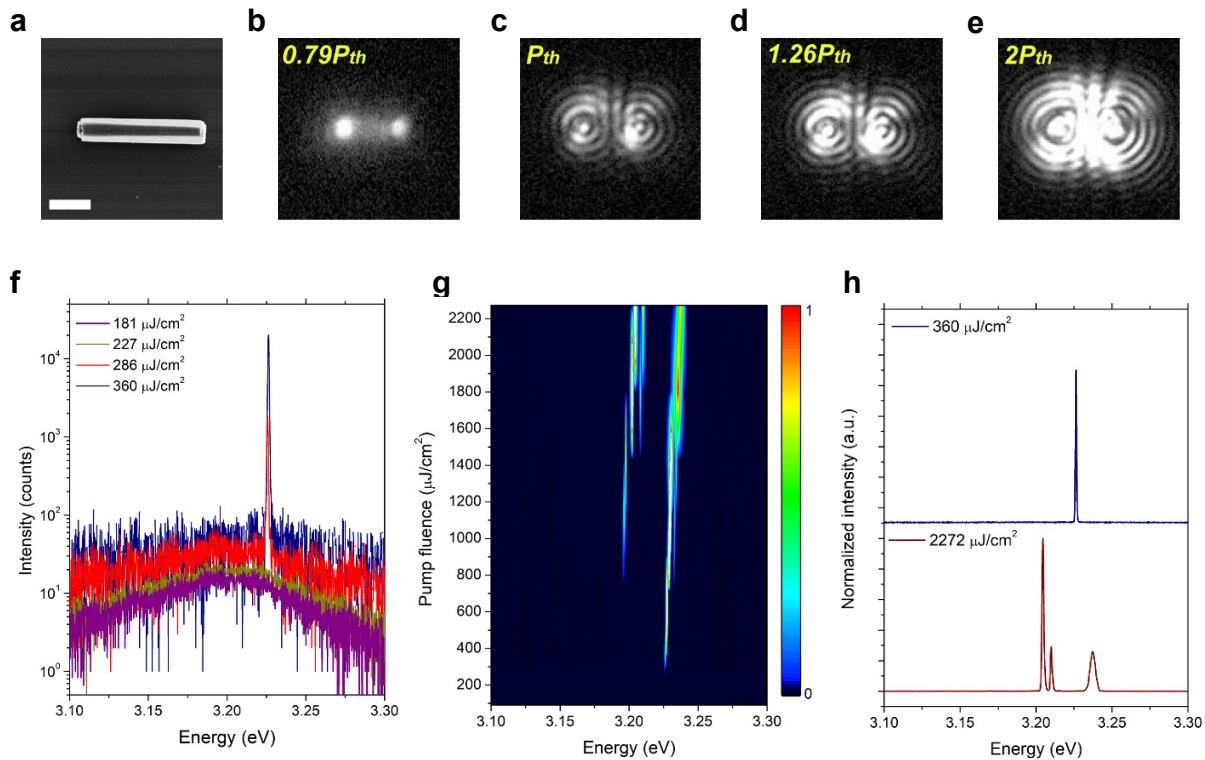 a
b
c
d
e
0.79Pth
Pth
1.26Pth
2Pth
f
g
h
181 μJ/cm²
227 μJ/cm²
286 μJ/cm²
360 μJ/cm²
10⁴
10³
10²
10¹
10⁰
Intensity (counts)
3.10
3.15
3.20
3.25
3.30
Energy (eV)
2200
2000
1800
1600
1400
1200
1000
800
600
400
200
Pump fluence (μJ/cm²)
3.10
3.15
3.20
3.25
3.30
Energy (eV)
1
0
360 μJ/cm²
2272 μJ/cm²
Normalized intensity (a.u.)
3.10
3.15
3.20
3.25
3.30
Energy (eV)